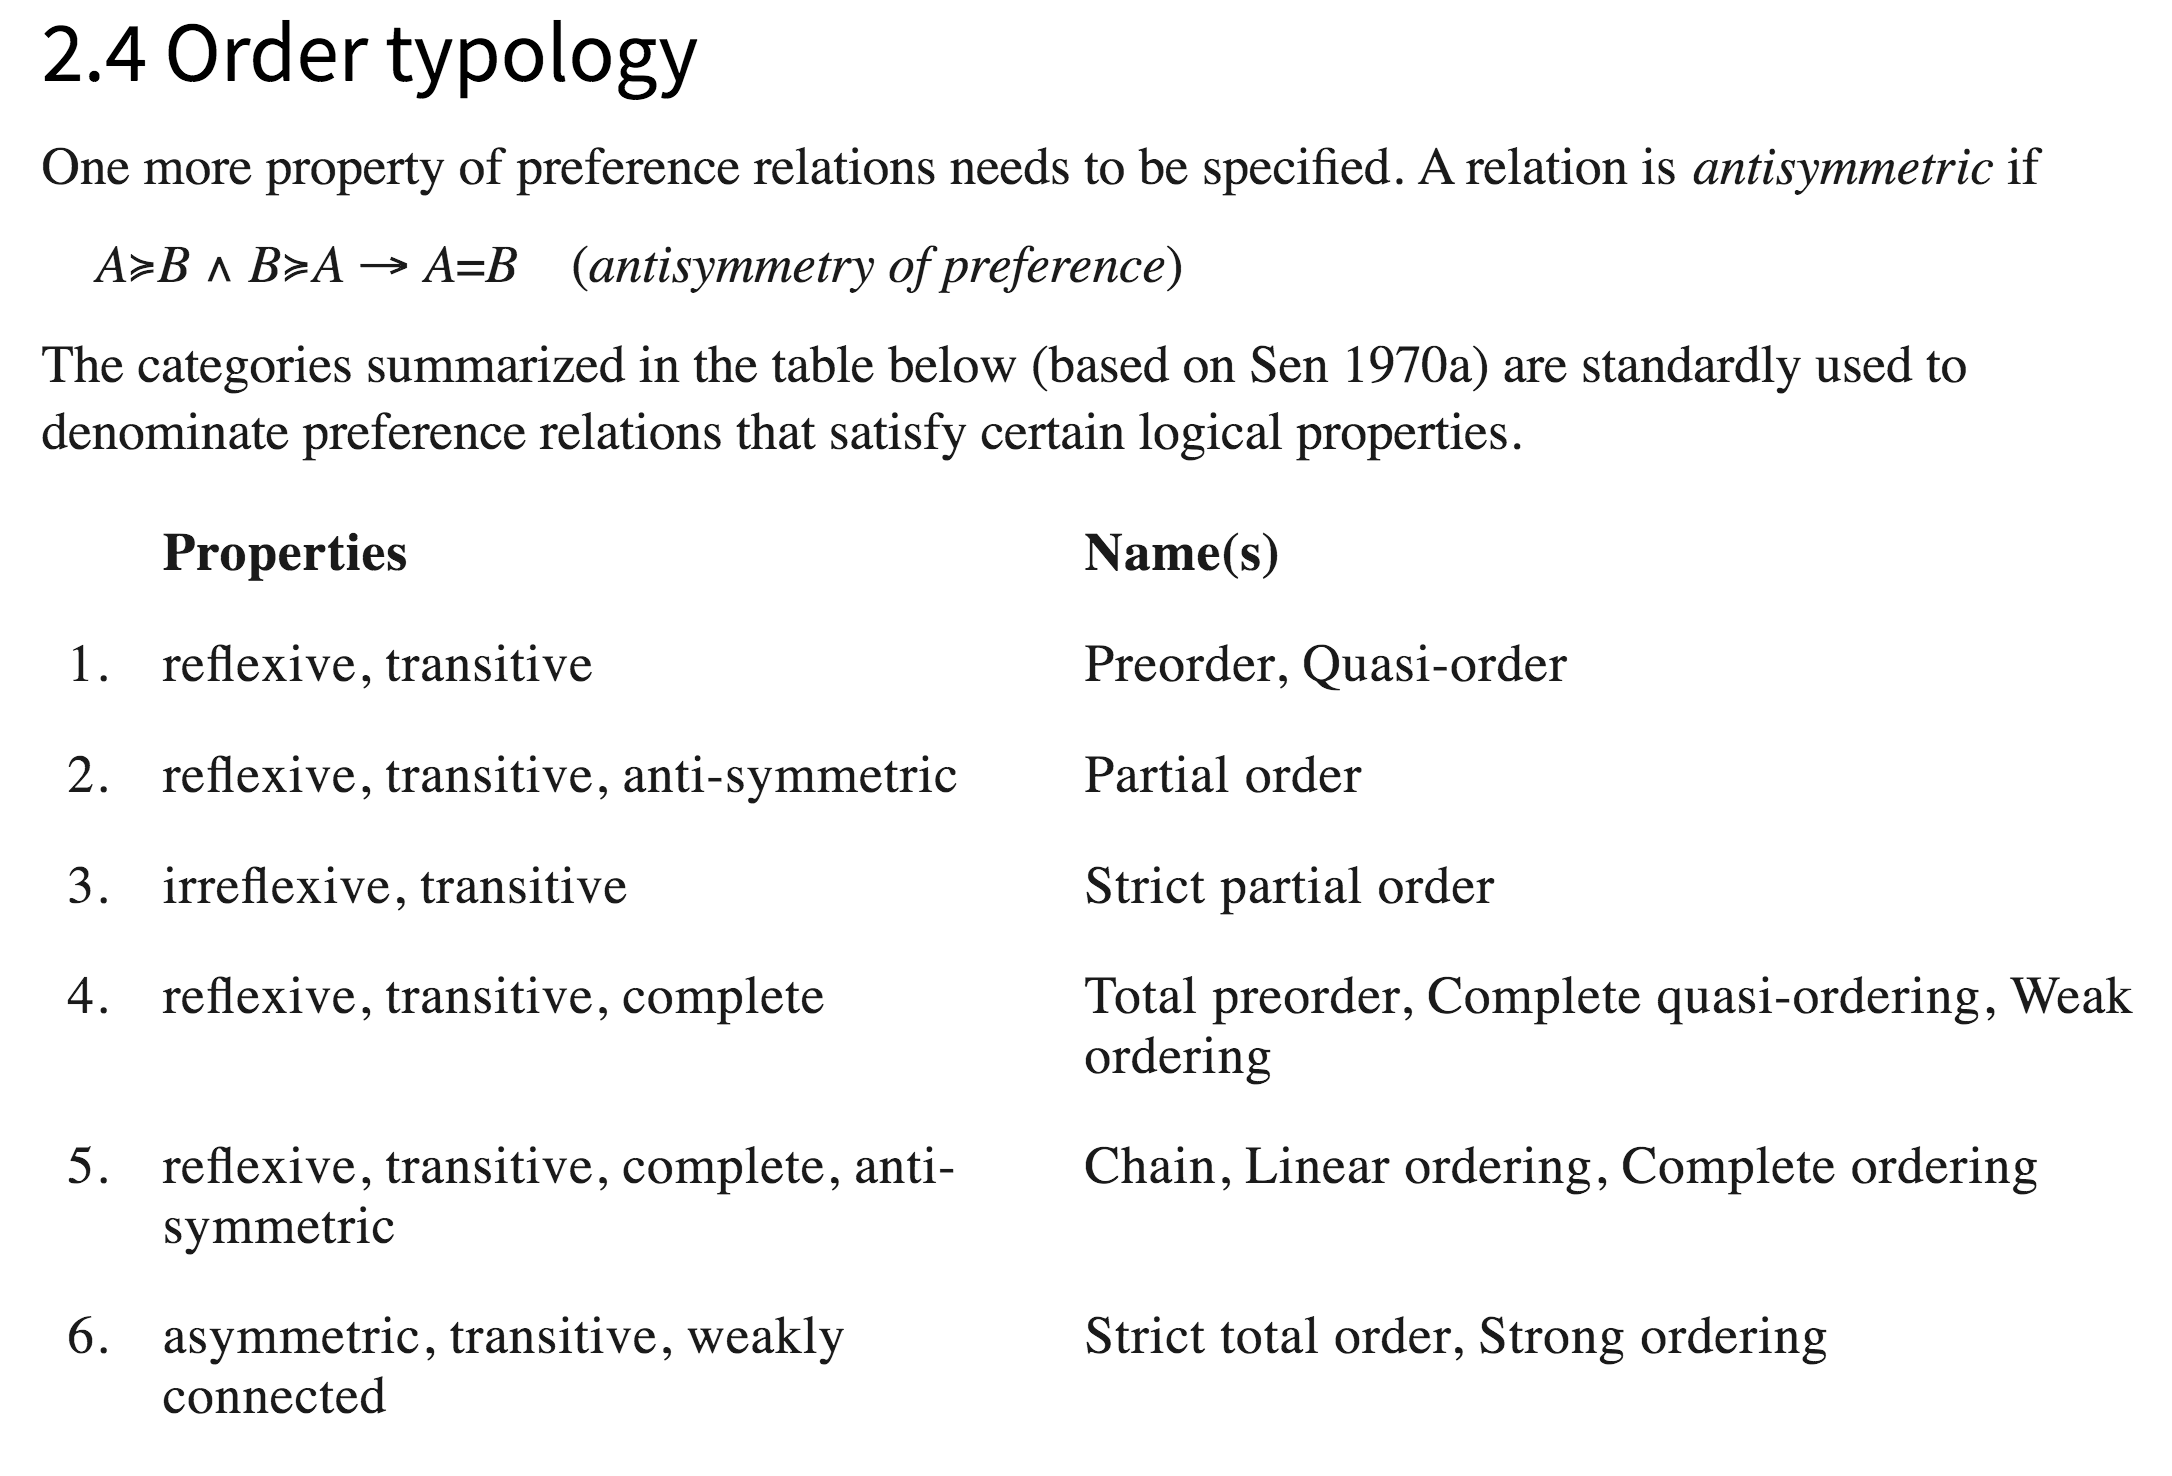 2.4 Order typology
One more property of preference relations needs to be specified. A relation is antisymmetric if
A≽B ∧ B≽A → A=B (antisymmetry of preference)
The categories summarized in the table below (based on Sen 1970a) are standardly used to
denominate preference relations that satisfy certain logical properties.
Properties Name(s)
1. reflexive, transitive Preorder, Quasi-order
2. reflexive, transitive, anti-symmetric Partial order
3. irreflexive, transitive Strict partial order
4. reflexive, transitive, complete Total preorder, Complete quasi-ordering, Weak
ordering
5. reflexive, transitive, complete, anti- Chain, Linear ordering, Complete ordering
symmetric
6. asymmetric, transitive, weakly Strict total order, Strong ordering
connected